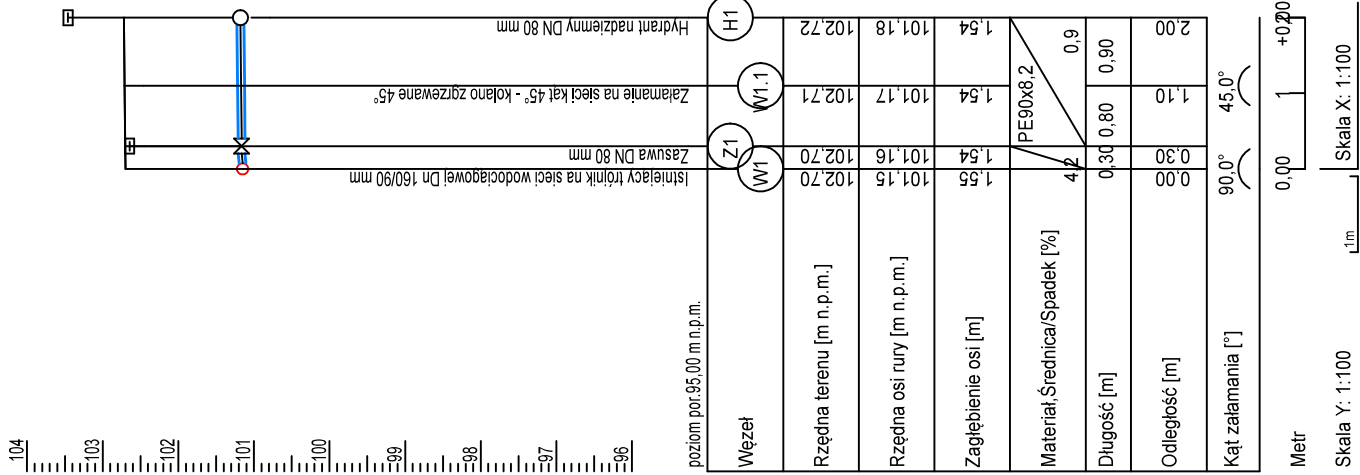 104
103
102
101
100
99
98
97
96
Hydrant nadziemny DN 80 mm
Załamanie na sieci kąt 45° - kolano zgrzewane 45°
Zasuwa DN 80 mm
Istniejący trójnik na sieci wodociągowej Dn 160/90 mm
poziom por.95,00 m n.p.m.
Węzeł
W1
Z1
W1.1
H1
Rzędna terenu [m n.p.m.]
102,70
102,70
102,71
102,72
Rzędna osi rury [m n.p.m.]
101,15
101,16
101,17
101,18
Zagłębienie osi [m]
1,55
1,54
1,54
1,54
Materiał,Średnica/Spadek [%]
4,2
PE90x8,2
0,9
Długość [m]
0,30
0,80
0,90
Odległość [m]
0,00
0,30
1,10
2,00
Kąt załamania [°]
90,0°
45,0°
Metr
0,00
1
Skala Y: 1:100
1m
Skala X: 1:100